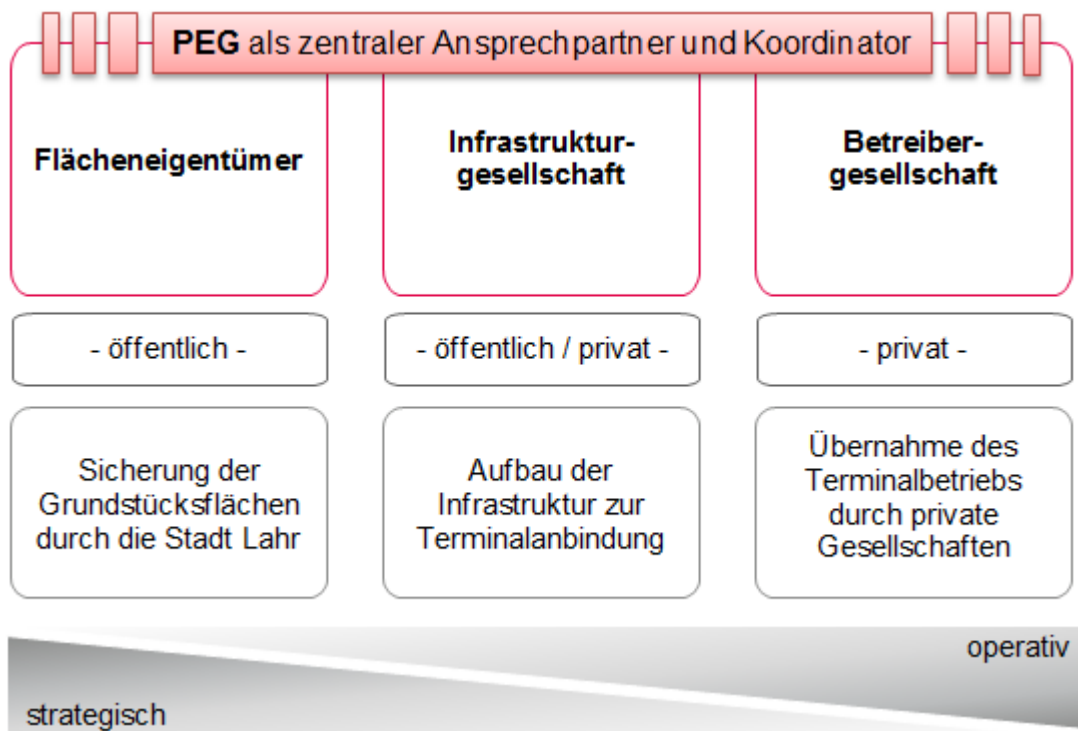 PEG als zentraler Ansprechpartner und Koordinator
Flächeneigentümer
Infrastruktur-
gesellschaft
Betreiber-
gesellschaft
- öffentlich -
- öffentlich / privat -
- privat -
Sicherung der
Grundstücksflächen
durch die Stadt Lahr
Aufbau der
Infrastruktur zur
Terminalanbindung
Übernahme des
Terminalbetriebs
durch private
Gesellschaften
operativ
strategisch